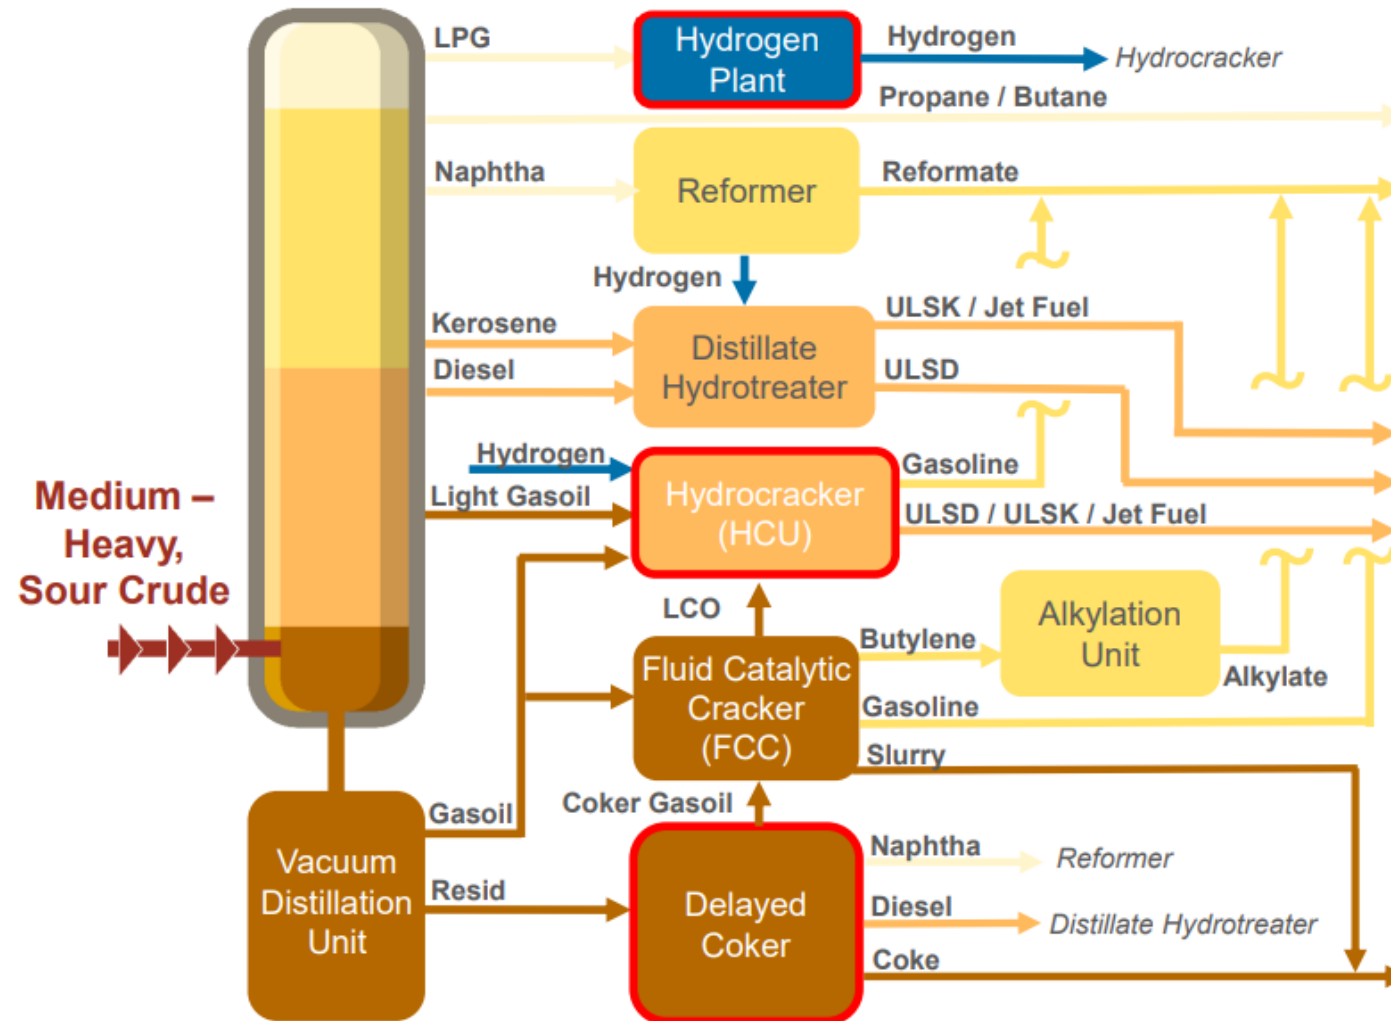 LPG
Hydrogen
Plant
Hydrogen
Hydrocracker
Propane / Butane
Naphtha
Reformer
Reformate
Hydrogen
Kerosene
Diesel
Distillate
Hydrotreater
ULSK / Jet Fuel
ULSD
Hydrogen
Light Gasoil
Hydrocracker
(HCU)
Gasoline
ULSD / ULSK / Jet Fuel
Medium –
Heavy,
Sour Crude
LCO
Fluid Catalytic
Cracker
(FCC)
Butylene
Alkylation
Unit
Alkylate
Gasoline
Slurry
Gasoil
Coker Gasoil
Vacuum
Distillation
Unit
Resid
Delayed
Coker
Naphtha
Reformer
Diesel
Distillate Hydrotreater
Coke